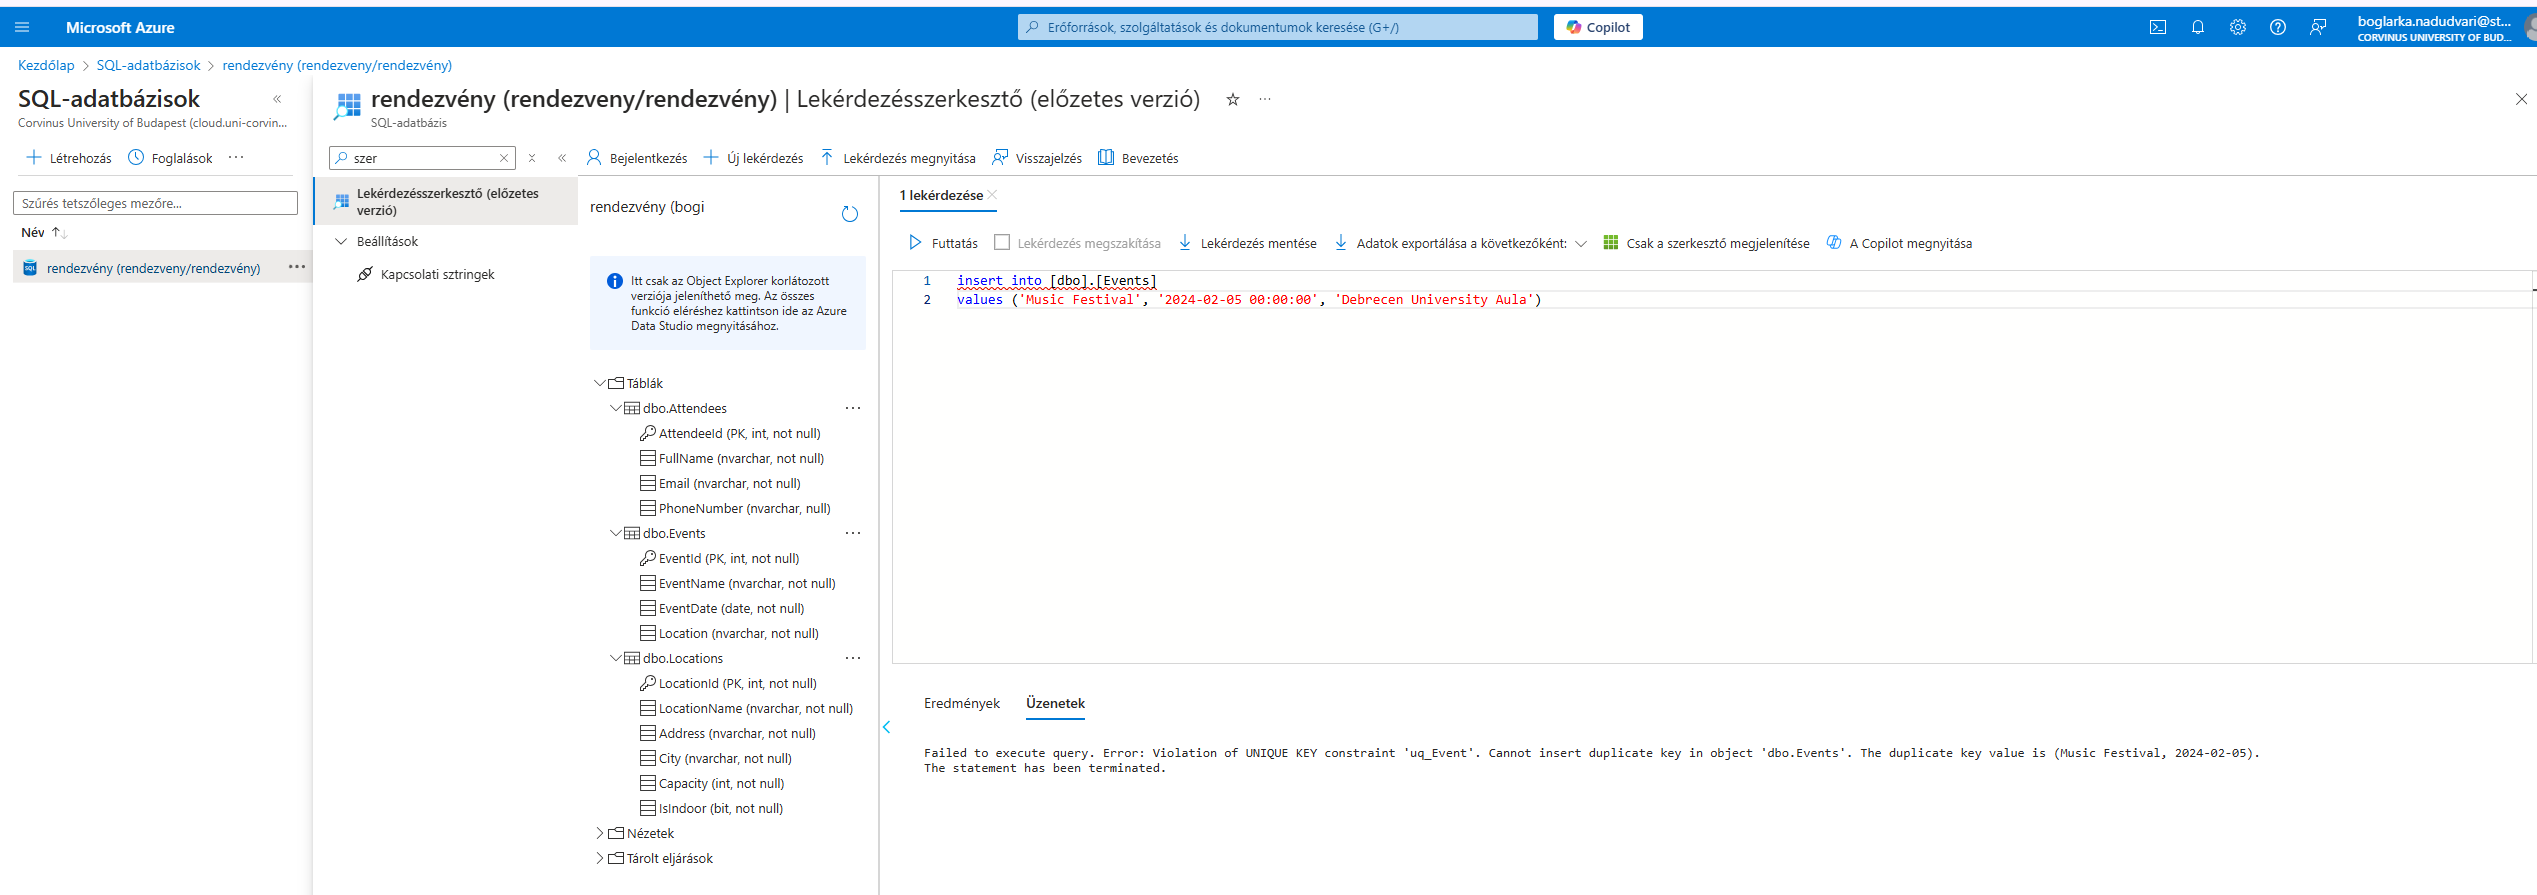 Microsoft Azure
Erőforrások, szolgáltatások és dokumentumok keresése (G+/)
Copilot
boglarka.nadudvari@st...
CORVINUS UNIVERSITY OF BUD...
Kezdőlap > SQL-adatbázisok > rendezvény (rendezveny/rendezvény)
SQL-adatbázisok
Corvinus University of Budapest (cloud.uni-corvin...
Létrehozás
Foglalások
Szűrés tetszőleges mezőre...
Név
rendezvény (rendezveny/rendezvény)
rendezvény (rendezveny/rendezvény) | Lekérdezésszerkesztő (előzetes verzió)
SQL-adatbázis
szer
Bejelentkezés
Új lekérdezés
Lekérdezés megnyitása
Visszajelzés
Bevezetés
Lekérdezésszerkesztő (előzetes
verzió)
Beállítások
Kapcsolati sztringek
rendezvény (bogi
Itt csak az Object Explorer korlátozott
verziója jeleníthető meg. Az összes
funkció eléréshez kattintson ide az Azure
Data Studio megnyitásához.
Táblák
dbo.Attendees
AttendeeId (PK, int, not null)
FullName (nvarchar, not null)
Email (nvarchar, not null)
PhoneNumber (nvarchar, null)
dbo.Events
EventId (PK, int, not null)
EventName (nvarchar, not null)
EventDate (date, not null)
Location (nvarchar, not null)
dbo.Locations
LocationId (PK, int, not null)
LocationName (nvarchar, not null)
Address (nvarchar, not null)
City (nvarchar, not null)
Capacity (int, not null)
IsIndoor (bit, not null)
Nézetek
Tárolt eljárások
1 lekérdezése
Futtatás
Lekérdezés megszakítása
Lekérdezés mentése
Adatok exportálása a következőként:
Csak a szerkesztő megjelenítése
A Copilot megnyitása
1 insert into [dbo].[Events]
2 values ('Music Festival', '2024-02-05 00:00:00', 'Debrecen University Aula')
Eredmények
Üzenetek
Failed to execute query. Error: Violation of UNIQUE KEY constraint 'uq_Event'. Cannot insert duplicate key in object 'dbo.Events'. The duplicate key value is (Music Festival, 2024-02-05).
The statement has been terminated.